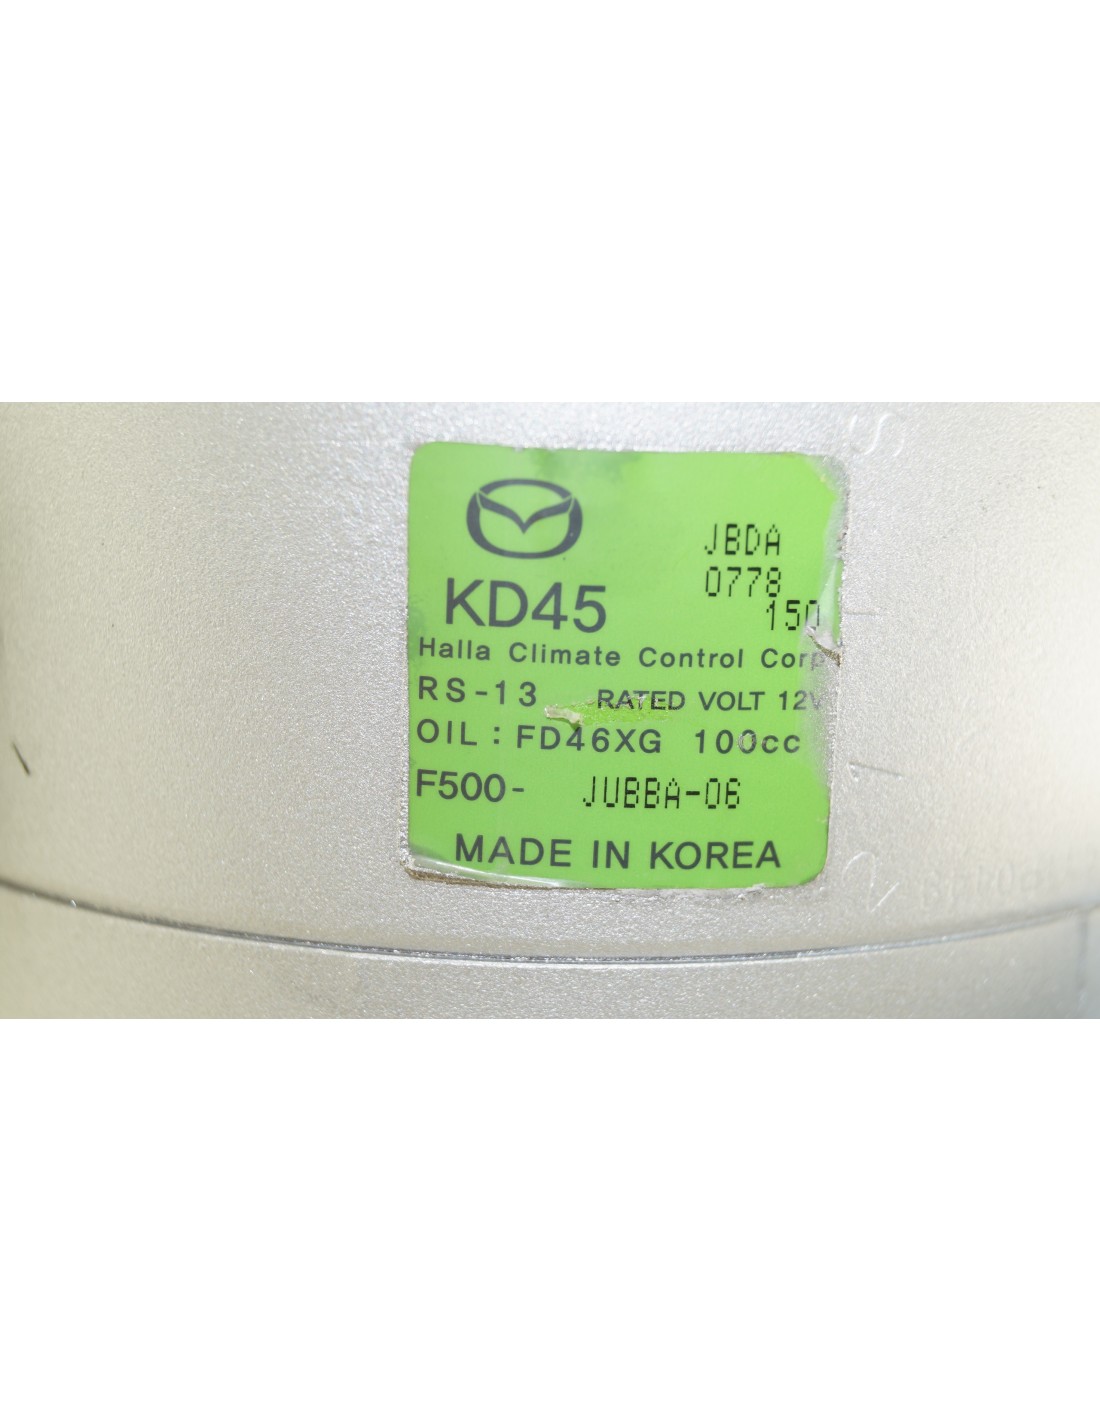 JBDA
0778
150
KD45
Halla Climate Control Corp
RS-13 RATED VOLT 12V
OIL : FD46XG 100cc
F500- JUBBA-06
MADE IN KOREA